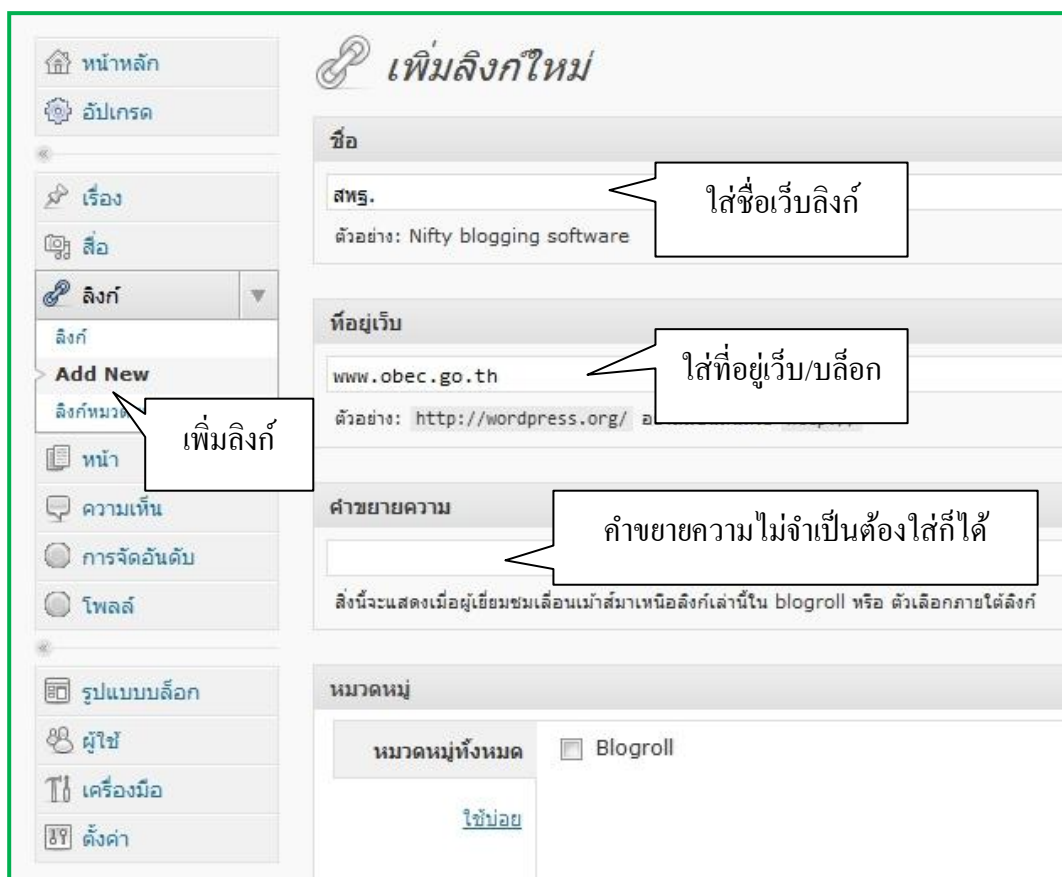 หน้าหลัก
อัปเกรด
เรื่อง
สื่อ
ลิงก์
ลิงก์
Add New
ลิงก์หมวด
เพิ่มลิงก์
หน้า
ความเห็น
การจัดอันดับ
โพลล์
รูปแบบบล็อก
ผู้ใช้
เครื่องมือ
ตั้งค่า
เพิ่มลิงก์ใหม่
ชื่อ
สพฐ.
ใส่ชื่อเว็บลิงก์
ตัวอย่าง: Nifty blogging software
ที่อยู่เว็บ
www.obec.go.th
ใส่ที่อยู่เว็บ/บล็อก
ตัวอย่าง: http://wordpress.org/
คำขยายความ
คำขยายความไม่จำเป็นต้องใส่ก็ได้
สิ่งนี้จะแสดงเมื่อผู้เยี่ยมชมเลื่อนเม้าส์มาเหนือลิงก์เล่านี้ใน blogroll หรือ ตัวเลือกภายใต้ลิงก์
หมวดหมู่
หมวดหมู่ทั้งหมด
Blogroll
ใช้บ่อย